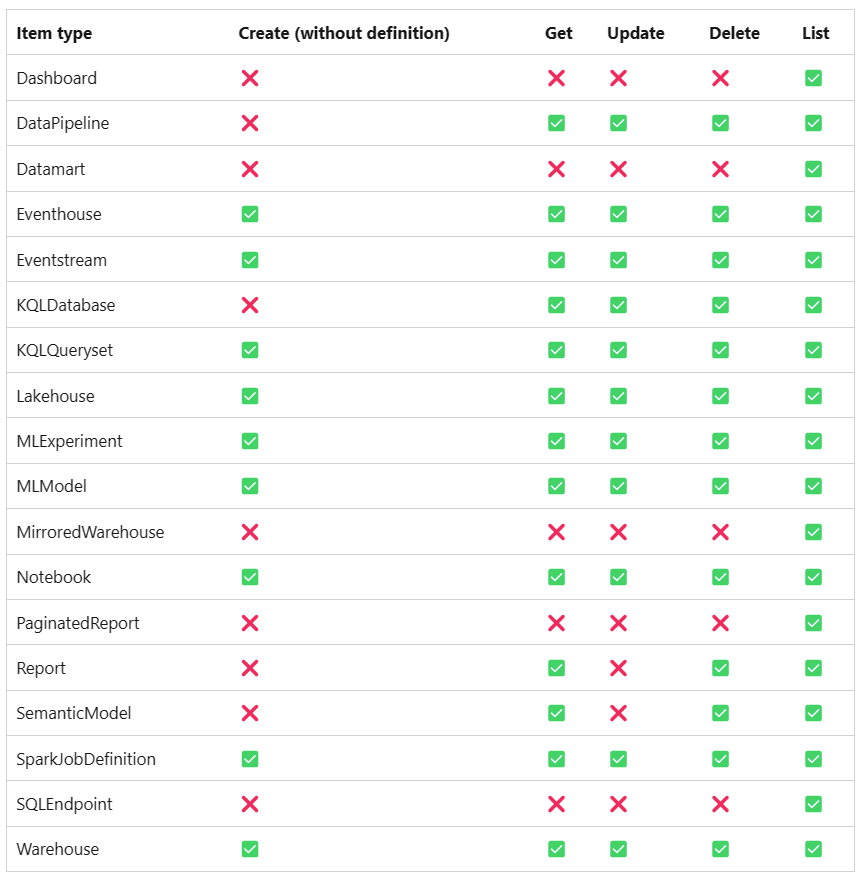 Item type Create (without definition) Get Update Delete List
Dashboard ❌ ❌ ❌ ❌ ✅
DataPipeline ❌ ✅ ✅ ✅ ✅
Datamart ❌ ❌ ❌ ❌ ✅
Eventhouse ✅ ✅ ✅ ✅ ✅
Eventstream ✅ ✅ ✅ ✅ ✅
KQLDatabase ❌ ✅ ✅ ✅ ✅
KQLQueryset ✅ ✅ ✅ ✅ ✅
Lakehouse ✅ ✅ ✅ ✅ ✅
MLExperiment ✅ ✅ ✅ ✅ ✅
MLModel ✅ ✅ ✅ ✅ ✅
MirroredWarehouse ❌ ❌ ❌ ❌ ✅
Notebook ✅ ✅ ✅ ✅ ✅
PaginatedReport ❌ ❌ ❌ ❌ ✅
Report ❌ ✅ ❌ ✅ ✅
SemanticModel ❌ ✅ ❌ ✅ ✅
SparkJobDefinition ✅ ✅ ✅ ✅ ✅
SQLEndpoint ❌ ❌ ❌ ❌ ✅
Warehouse ✅ ✅ ✅ ✅ ✅